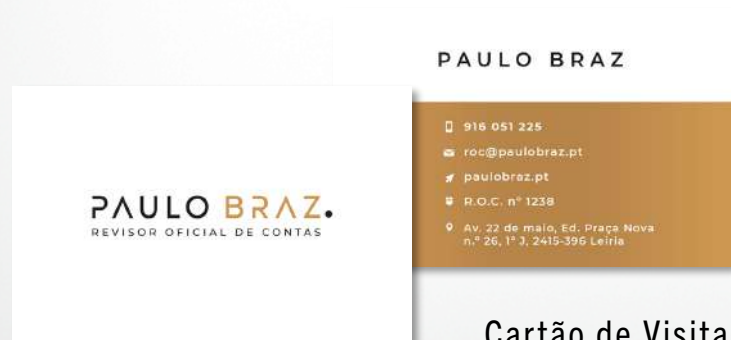 PAULO BRAZ
916 051 225
roc@paulobraz.pt
paulobraz.pt
R.O.C. nº 1238
Av. 22 de maio, Ed. Praça Nova
n.º 26, 1º J, 2415-396 Leiria
PAULO BRAZ.
REVISOR OFICIAL DE CONTAS
Cartão de Visita